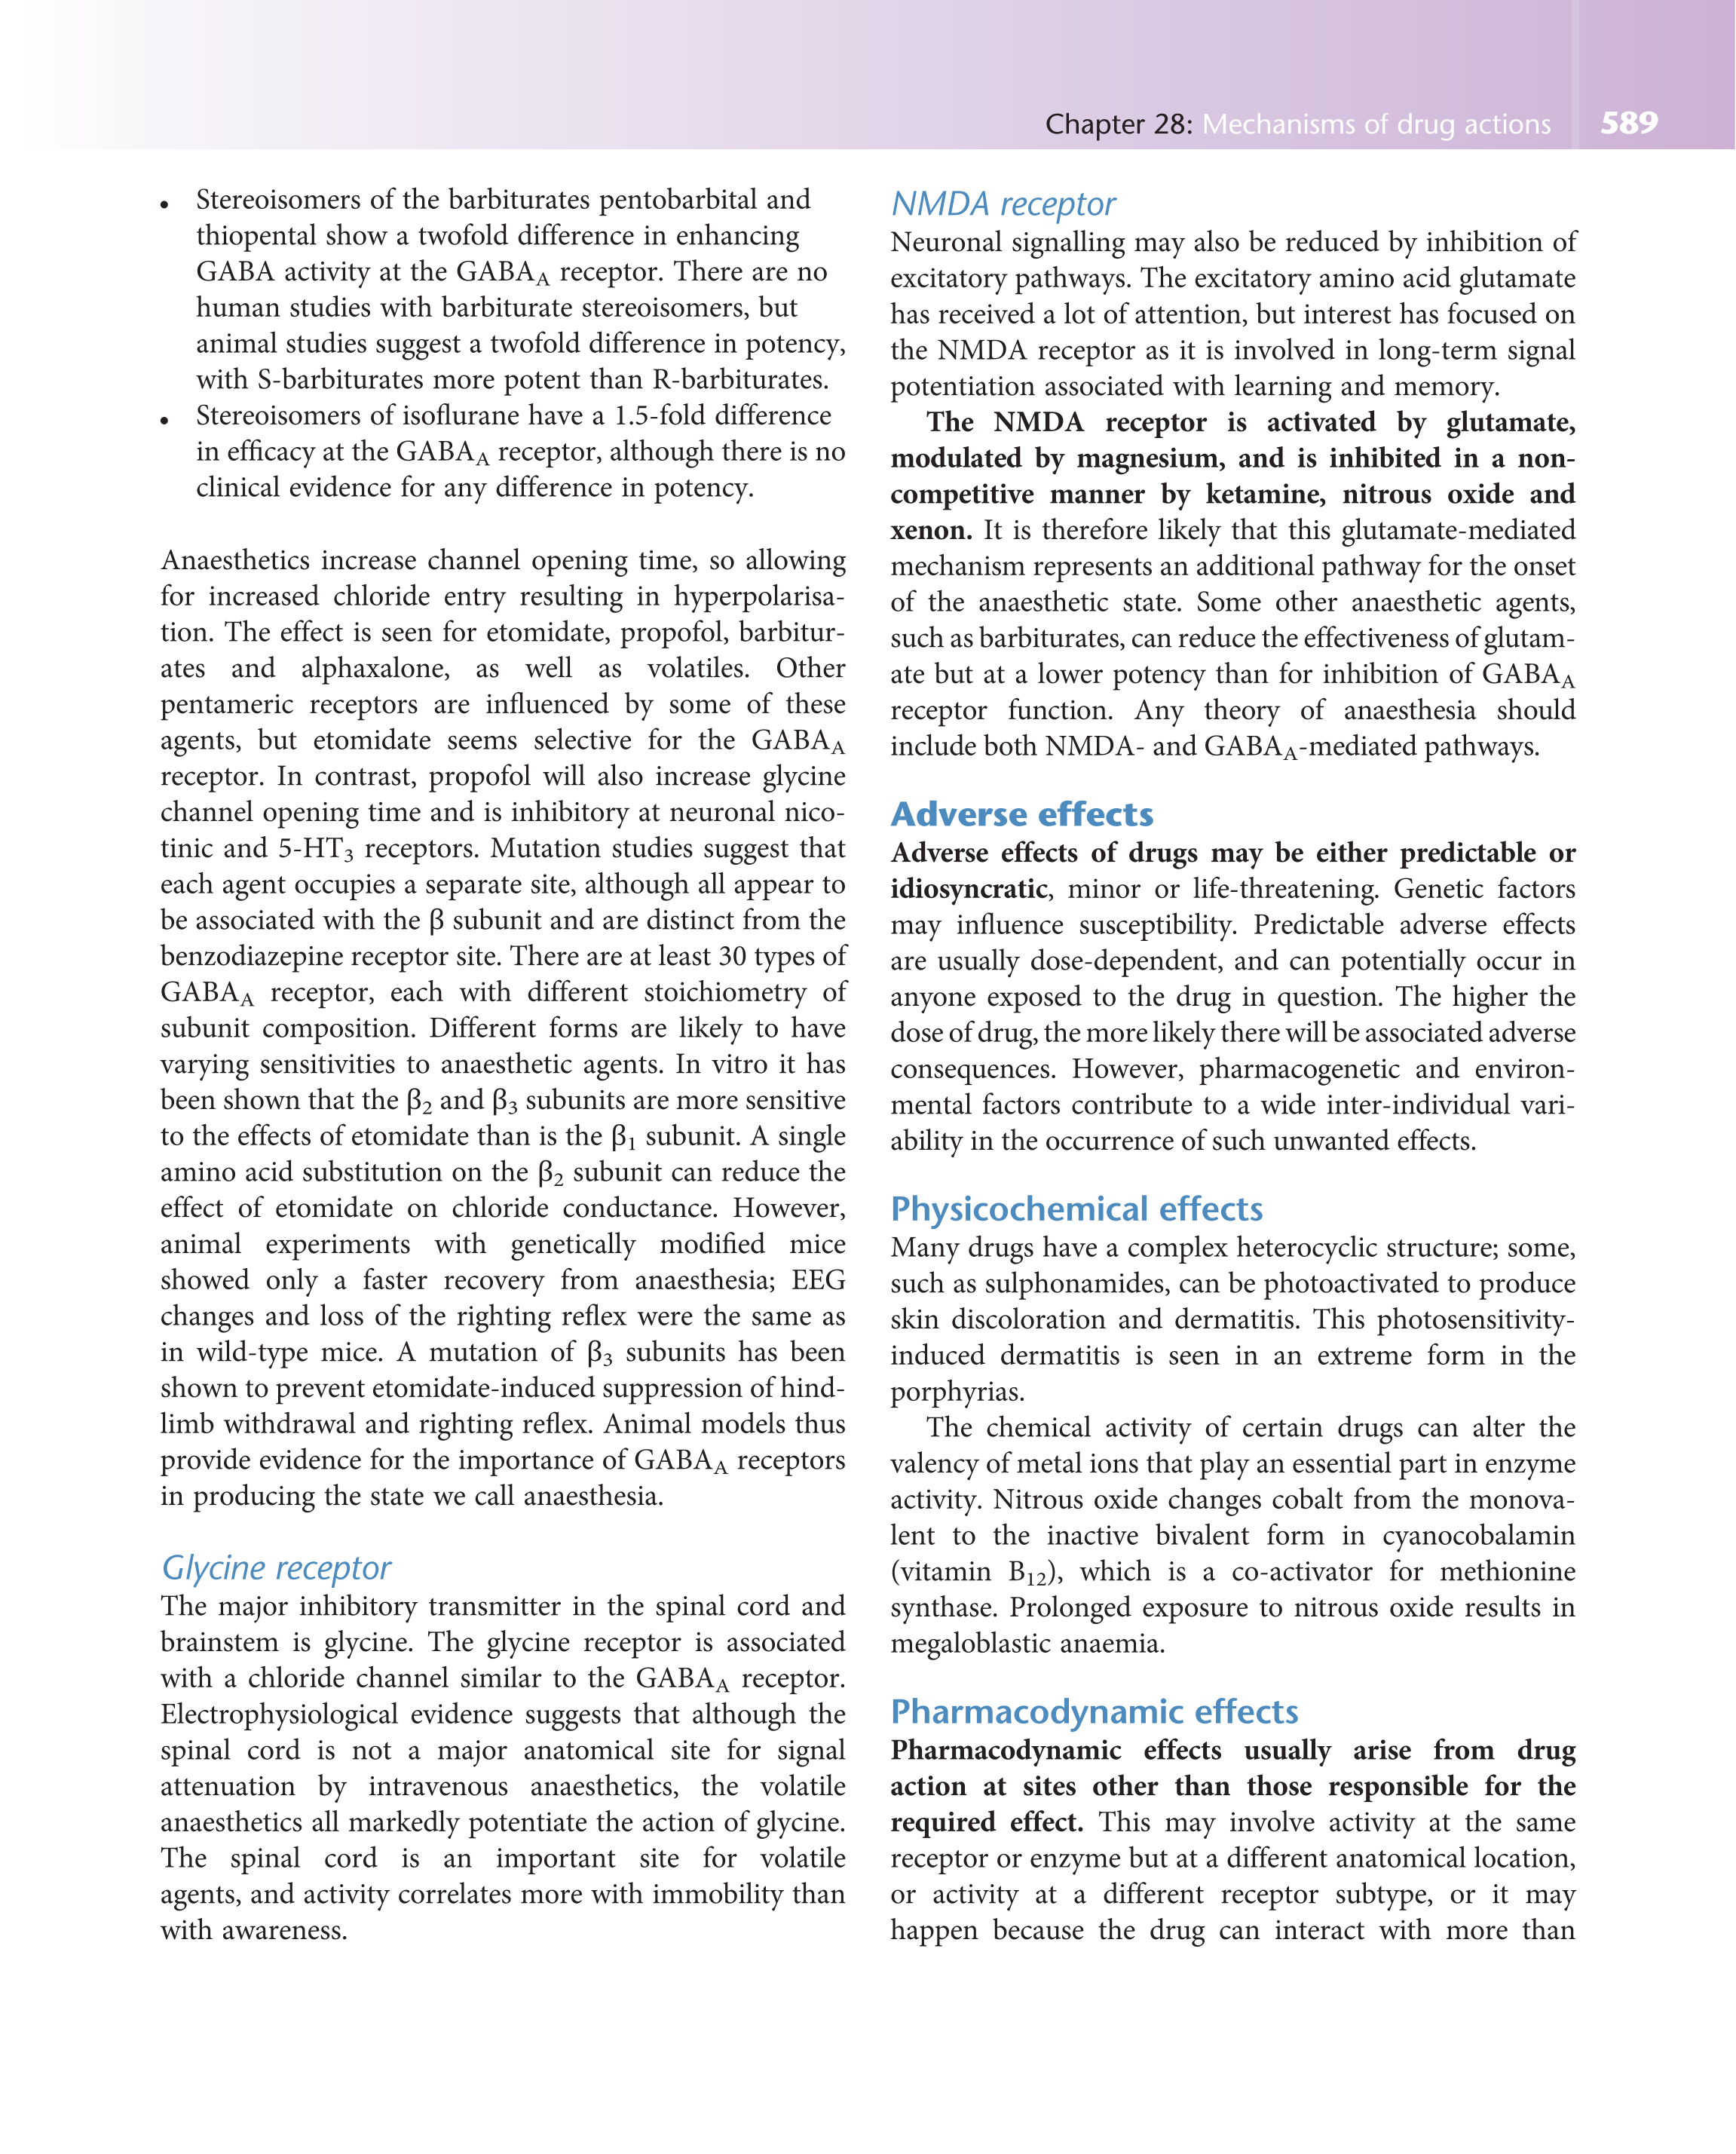 Chapter 28: Mechanisms of drug actions 589
• Stereoisomers of the barbiturates pentobarbital and
thiopental show a twofold difference in enhancing
GABA activity at the GABAA receptor. There are no
human studies with barbiturate stereoisomers, but
animal studies suggest a twofold difference in potency,
with S-barbiturates more potent than R-barbiturates.
• Stereoisomers of isoflurane have a 1.5-fold difference
in efficacy at the GABAA receptor, although there is no
clinical evidence for any difference in potency.
Anaesthetics increase channel opening time, so allowing
for increased chloride entry resulting in hyperpolarisa-
tion. The effect is seen for etomidate, propofol, barbitur-
ates and alphaxalone, as well as volatiles. Other
pentameric receptors are influenced by some of these
agents, but etomidate seems selective for the GABAA
receptor. In contrast, propofol will also increase glycine
channel opening time and is inhibitory at neuronal nico-
tinic and 5-HT3 receptors. Mutation studies suggest that
each agent occupies a separate site, although all appear to
be associated with the β subunit and are distinct from the
benzodiazepine receptor site. There are at least 30 types of
GABAA receptor, each with different stoichiometry of
subunit composition. Different forms are likely to have
varying sensitivities to anaesthetic agents. In vitro it has
been shown that the β2 and β3 subunits are more sensitive
to the effects of etomidate than is the β1 subunit. A single
amino acid substitution on the β2 subunit can reduce the
effect of etomidate on chloride conductance. However,
animal experiments with genetically modified mice
showed only a faster recovery from anaesthesia; EEG
changes and loss of the righting reflex were the same as
in wild-type mice. A mutation of β3 subunits has been
shown to prevent etomidate-induced suppression of hind-
limb withdrawal and righting reflex. Animal models thus
provide evidence for the importance of GABAA receptors
in producing the state we call anaesthesia.
Glycine receptor
The major inhibitory transmitter in the spinal cord and
brainstem is glycine. The glycine receptor is associated
with a chloride channel similar to the GABAA receptor.
Electrophysiological evidence suggests that although the
spinal cord is not a major anatomical site for signal
attenuation by intravenous anaesthetics, the volatile
anaesthetics all markedly potentiate the action of glycine.
The spinal cord is an important site for volatile
agents, and activity correlates more with immobility than
with awareness.
NMDA receptor
Neuronal signalling may also be reduced by inhibition of
excitatory pathways. The excitatory amino acid glutamate
has received a lot of attention, but interest has focused on
the NMDA receptor as it is involved in long-term signal
potentiation associated with learning and memory.
The NMDA receptor is activated by glutamate,
modulated by magnesium, and is inhibited in a non-
competitive manner by ketamine, nitrous oxide and
xenon. It is therefore likely that this glutamate-mediated
mechanism represents an additional pathway for the onset
of the anaesthetic state. Some other anaesthetic agents,
such as barbiturates, can reduce the effectiveness of glutam-
ate but at a lower potency than for inhibition of GABAA
receptor function. Any theory of anaesthesia should
include both NMDA- and GABAA-mediated pathways.
Adverse effects
Adverse effects of drugs may be either predictable or
idiosyncratic, minor or life-threatening. Genetic factors
may influence susceptibility. Predictable adverse effects
are usually dose-dependent, and can potentially occur in
anyone exposed to the drug in question. The higher the
dose of drug, the more likely there will be associated adverse
consequences. However, pharmacogenetic and environ-
mental factors contribute to a wide inter-individual vari-
ability in the occurrence of such unwanted effects.
Physicochemical effects
Many drugs have a complex heterocyclic structure; some,
such as sulphonamides, can be photoactivated to produce
skin discoloration and dermatitis. This photosensitivity-
induced dermatitis is seen in an extreme form in the
porphyrias.
The chemical activity of certain drugs can alter the
valency of metal ions that play an essential part in enzyme
activity. Nitrous oxide changes cobalt from the monova-
lent to the inactive bivalent form in cyanocobalamin
(vitamin B12), which is a co-activator for methionine
synthase. Prolonged exposure to nitrous oxide results in
megaloblastic anaemia.
Pharmacodynamic effects
Pharmacodynamic effects usually arise from drug
action at sites other than those responsible for the
required effect. This may involve activity at the same
receptor or enzyme but at a different anatomical location,
or activity at a different receptor subtype, or it may
happen because the drug can interact with more than